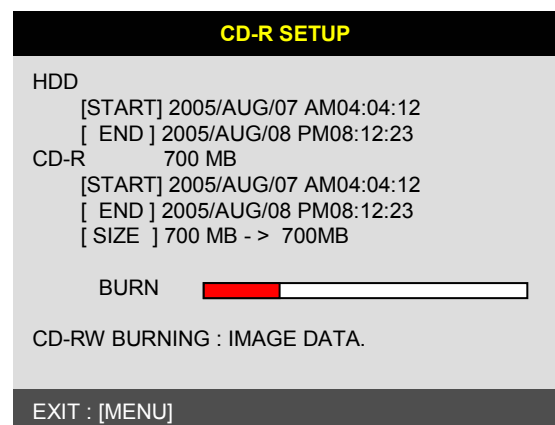 CD-R SETUP
HDD
[START] 2005/AUG/07 AM04:04:12
[ END ] 2005/AUG/08 PM08:12:23
CD-R 700 MB
[START] 2005/AUG/07 AM04:04:12
[ END ] 2005/AUG/08 PM08:12:23
[ SIZE ] 700 MB - > 700MB
BURN
CD-RW BURNING : IMAGE DATA.
EXIT : [MENU]